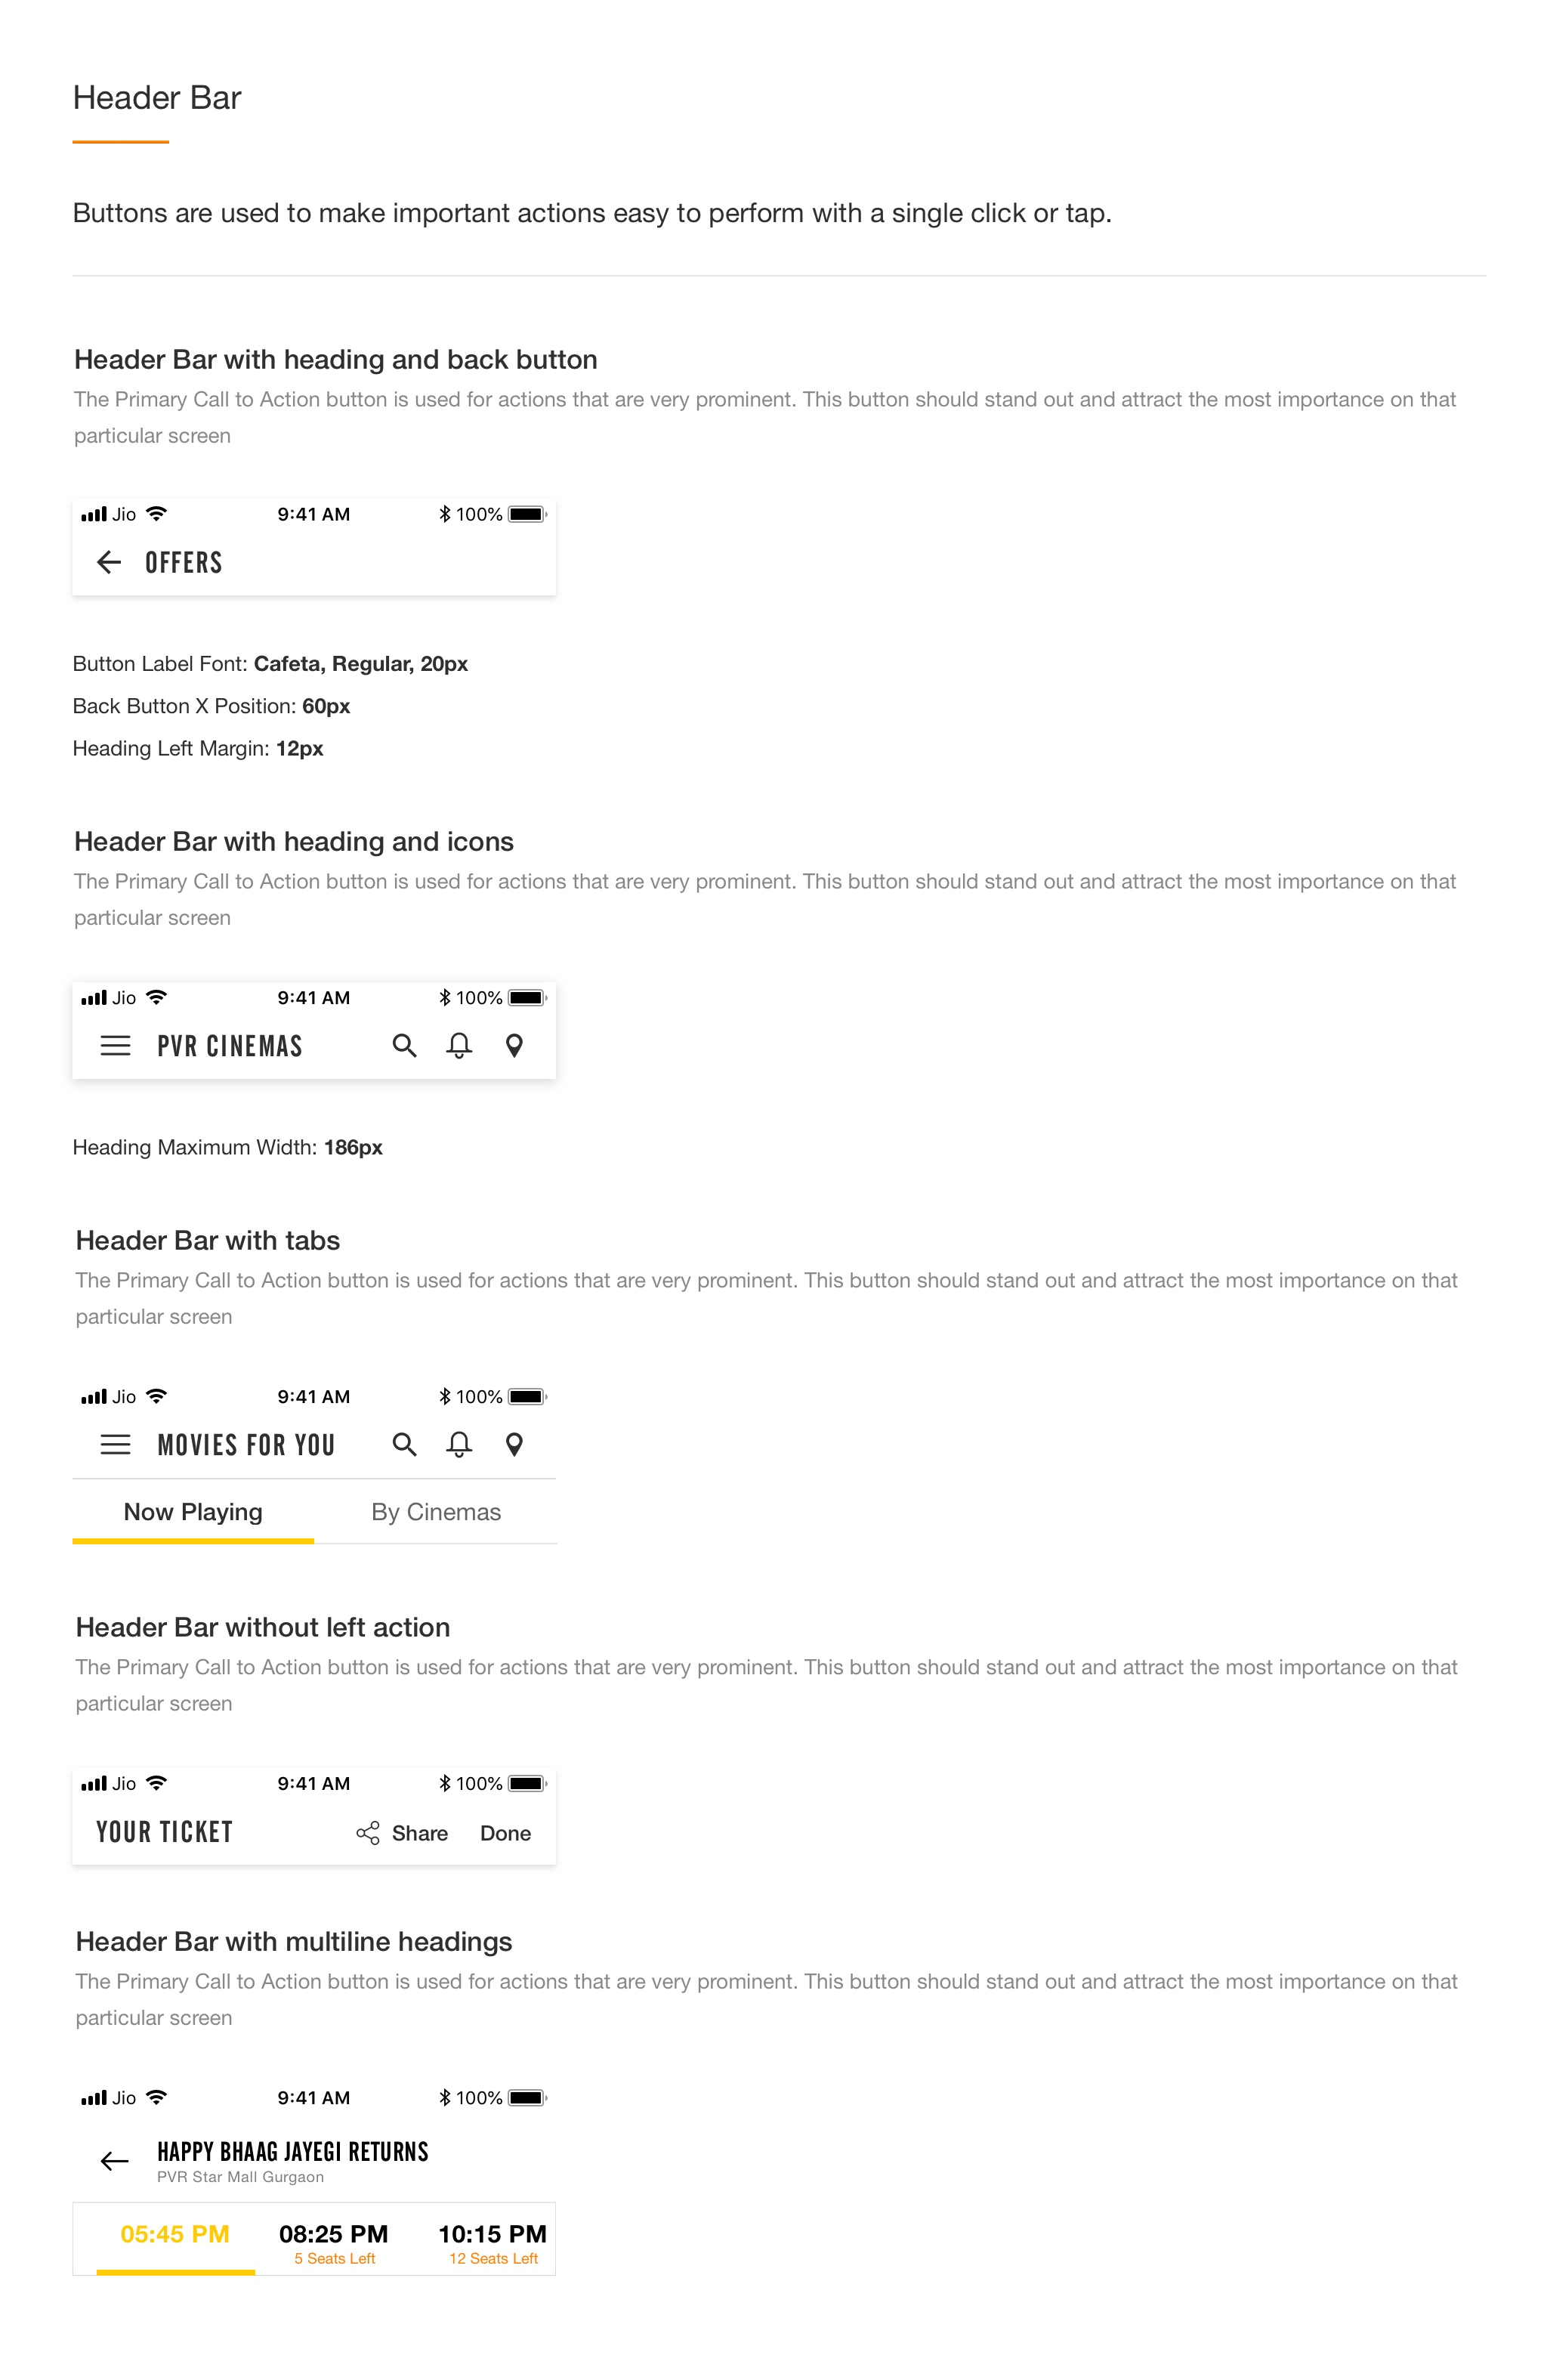 Header Bar
Buttons are used to make important actions easy to perform with a single click or tap.
Header Bar with heading and back button
The Primary Call to Action button is used for actions that are very prominent. This button should stand out and attract the most importance on that
particular screen
Jio 9:41 AM 100%
OFFERS
Button Label Font: Cafeta, Regular, 20px
Back Button X Position: 60px
Heading Left Margin: 12px
Header Bar with heading and icons
The Primary Call to Action button is used for actions that are very prominent. This button should stand out and attract the most importance on that
particular screen
Jio 9:41 AM 100%
PVR CINEMAS
Heading Maximum Width: 186px
Header Bar with tabs
The Primary Call to Action button is used for actions that are very prominent. This button should stand out and attract the most importance on that
particular screen
Jio 9:41 AM 100%
MOVIES FOR YOU
Now Playing By Cinemas
Header Bar without left action
The Primary Call to Action button is used for actions that are very prominent. This button should stand out and attract the most importance on that
particular screen
Jio 9:41 AM 100%
YOUR TICKET Share Done
Header Bar with multiline headings
The Primary Call to Action button is used for actions that are very prominent. This button should stand out and attract the most importance on that
particular screen
Jio 9:41 AM 100%
HAPPY BHAAG JAYEGI RETURNS
PVR Star Mall Gurgaon
05:45 PM 08:25 PM 10:15 PM
5 Seats Left 12 Seats Left